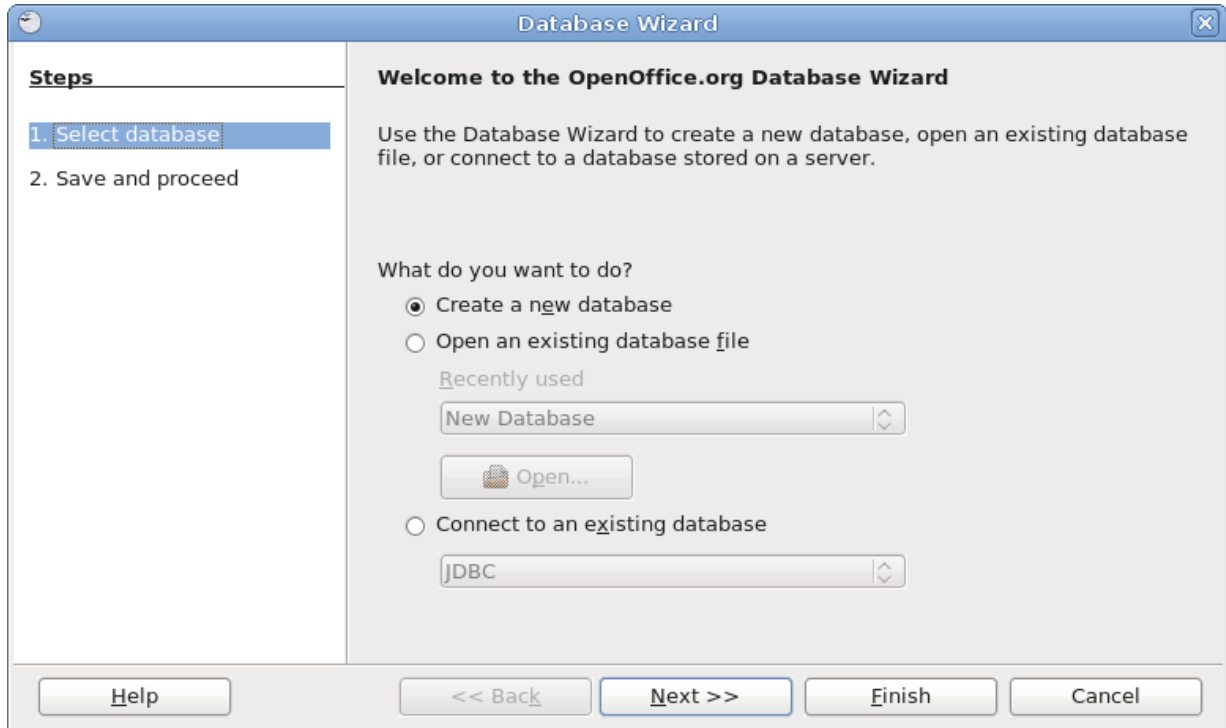 Database Wizard
Steps
1. Select database
2. Save and proceed
Welcome to the OpenOffice.org Database Wizard
Use the Database Wizard to create a new database, open an existing database
file, or connect to a database stored on a server.
What do you want to do?
Create a new database
Open an existing database file
Recently used
New Database
Open...
Connect to an existing database
JDBC
Help
<< Back
Next >>
Finish
Cancel